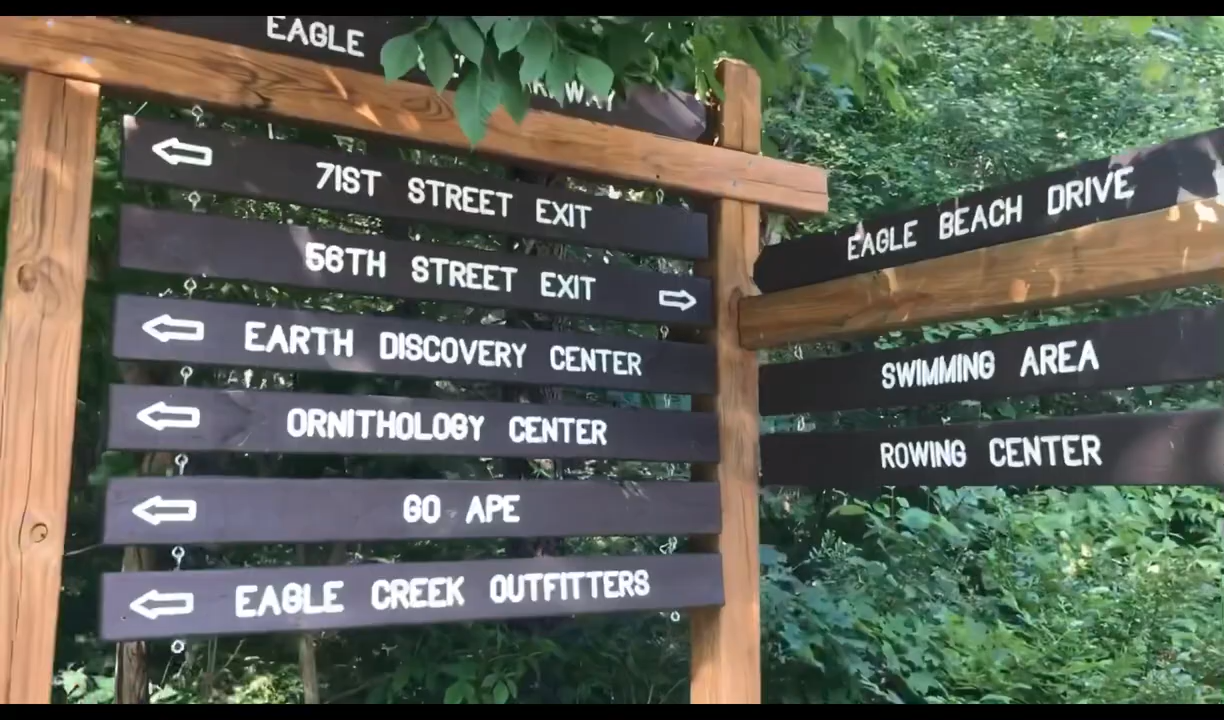 EAGLE
71ST STREET EXIT
56TH STREET EXIT
EARTH DISCOVERY CENTER
ORNITHOLOGY CENTER
GO APE
EAGLE CREEK OUTFITTERS
EAGLE BEACH DRIVE
SWIMMING AREA
ROWING CENTER